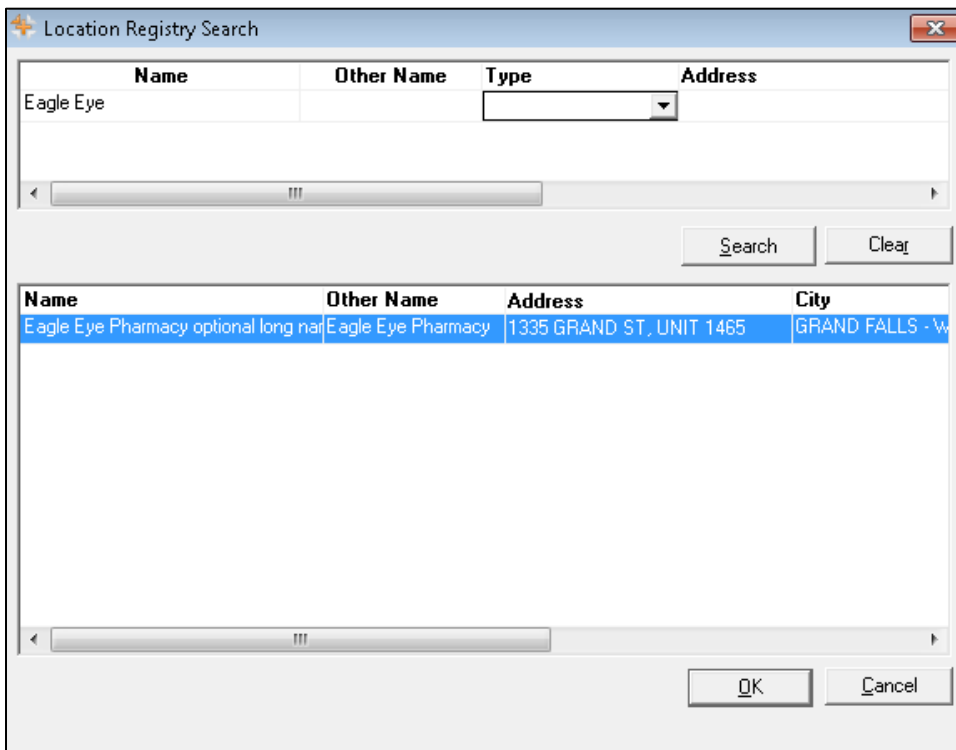 Location Registry Search
Name Other Name Type Address
Eagle Eye
Search Clear
Name Other Name Address City
Eagle Eye Pharmacy optional long Eagle Eye Pharmacy 1335 GRAND ST, UNIT 1465 GRAND FALLS -
OK Cancel